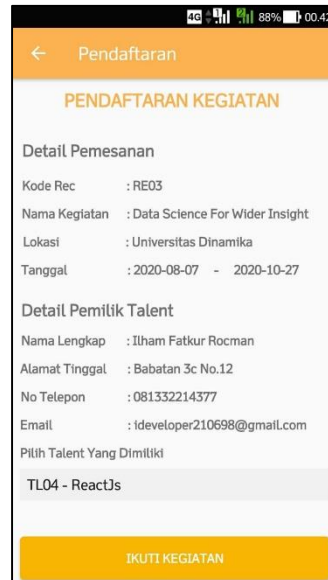 4G 1 2 88% 00.42
Pendaftaran
PENDAFTARAN KEGIATAN
Detail Pemesanan
Kode Rec : RE03
Nama Kegiatan : Data Science For Wider Insight
Lokasi : Universitas Dinamika
Tanggal : 2020-08-07 - 2020-10-27
Detail Pemilik Talent
Nama Lengkap : Ilham Fatkur Rocman
Alamat Tinggal : Babatan 3c No.12
No Telepon : 081332214377
Email : ideveloper210698@gmail.com
Pilih Talent Yang Dimiliki
TL04 - ReactJs
IKUTI KEGIATAN